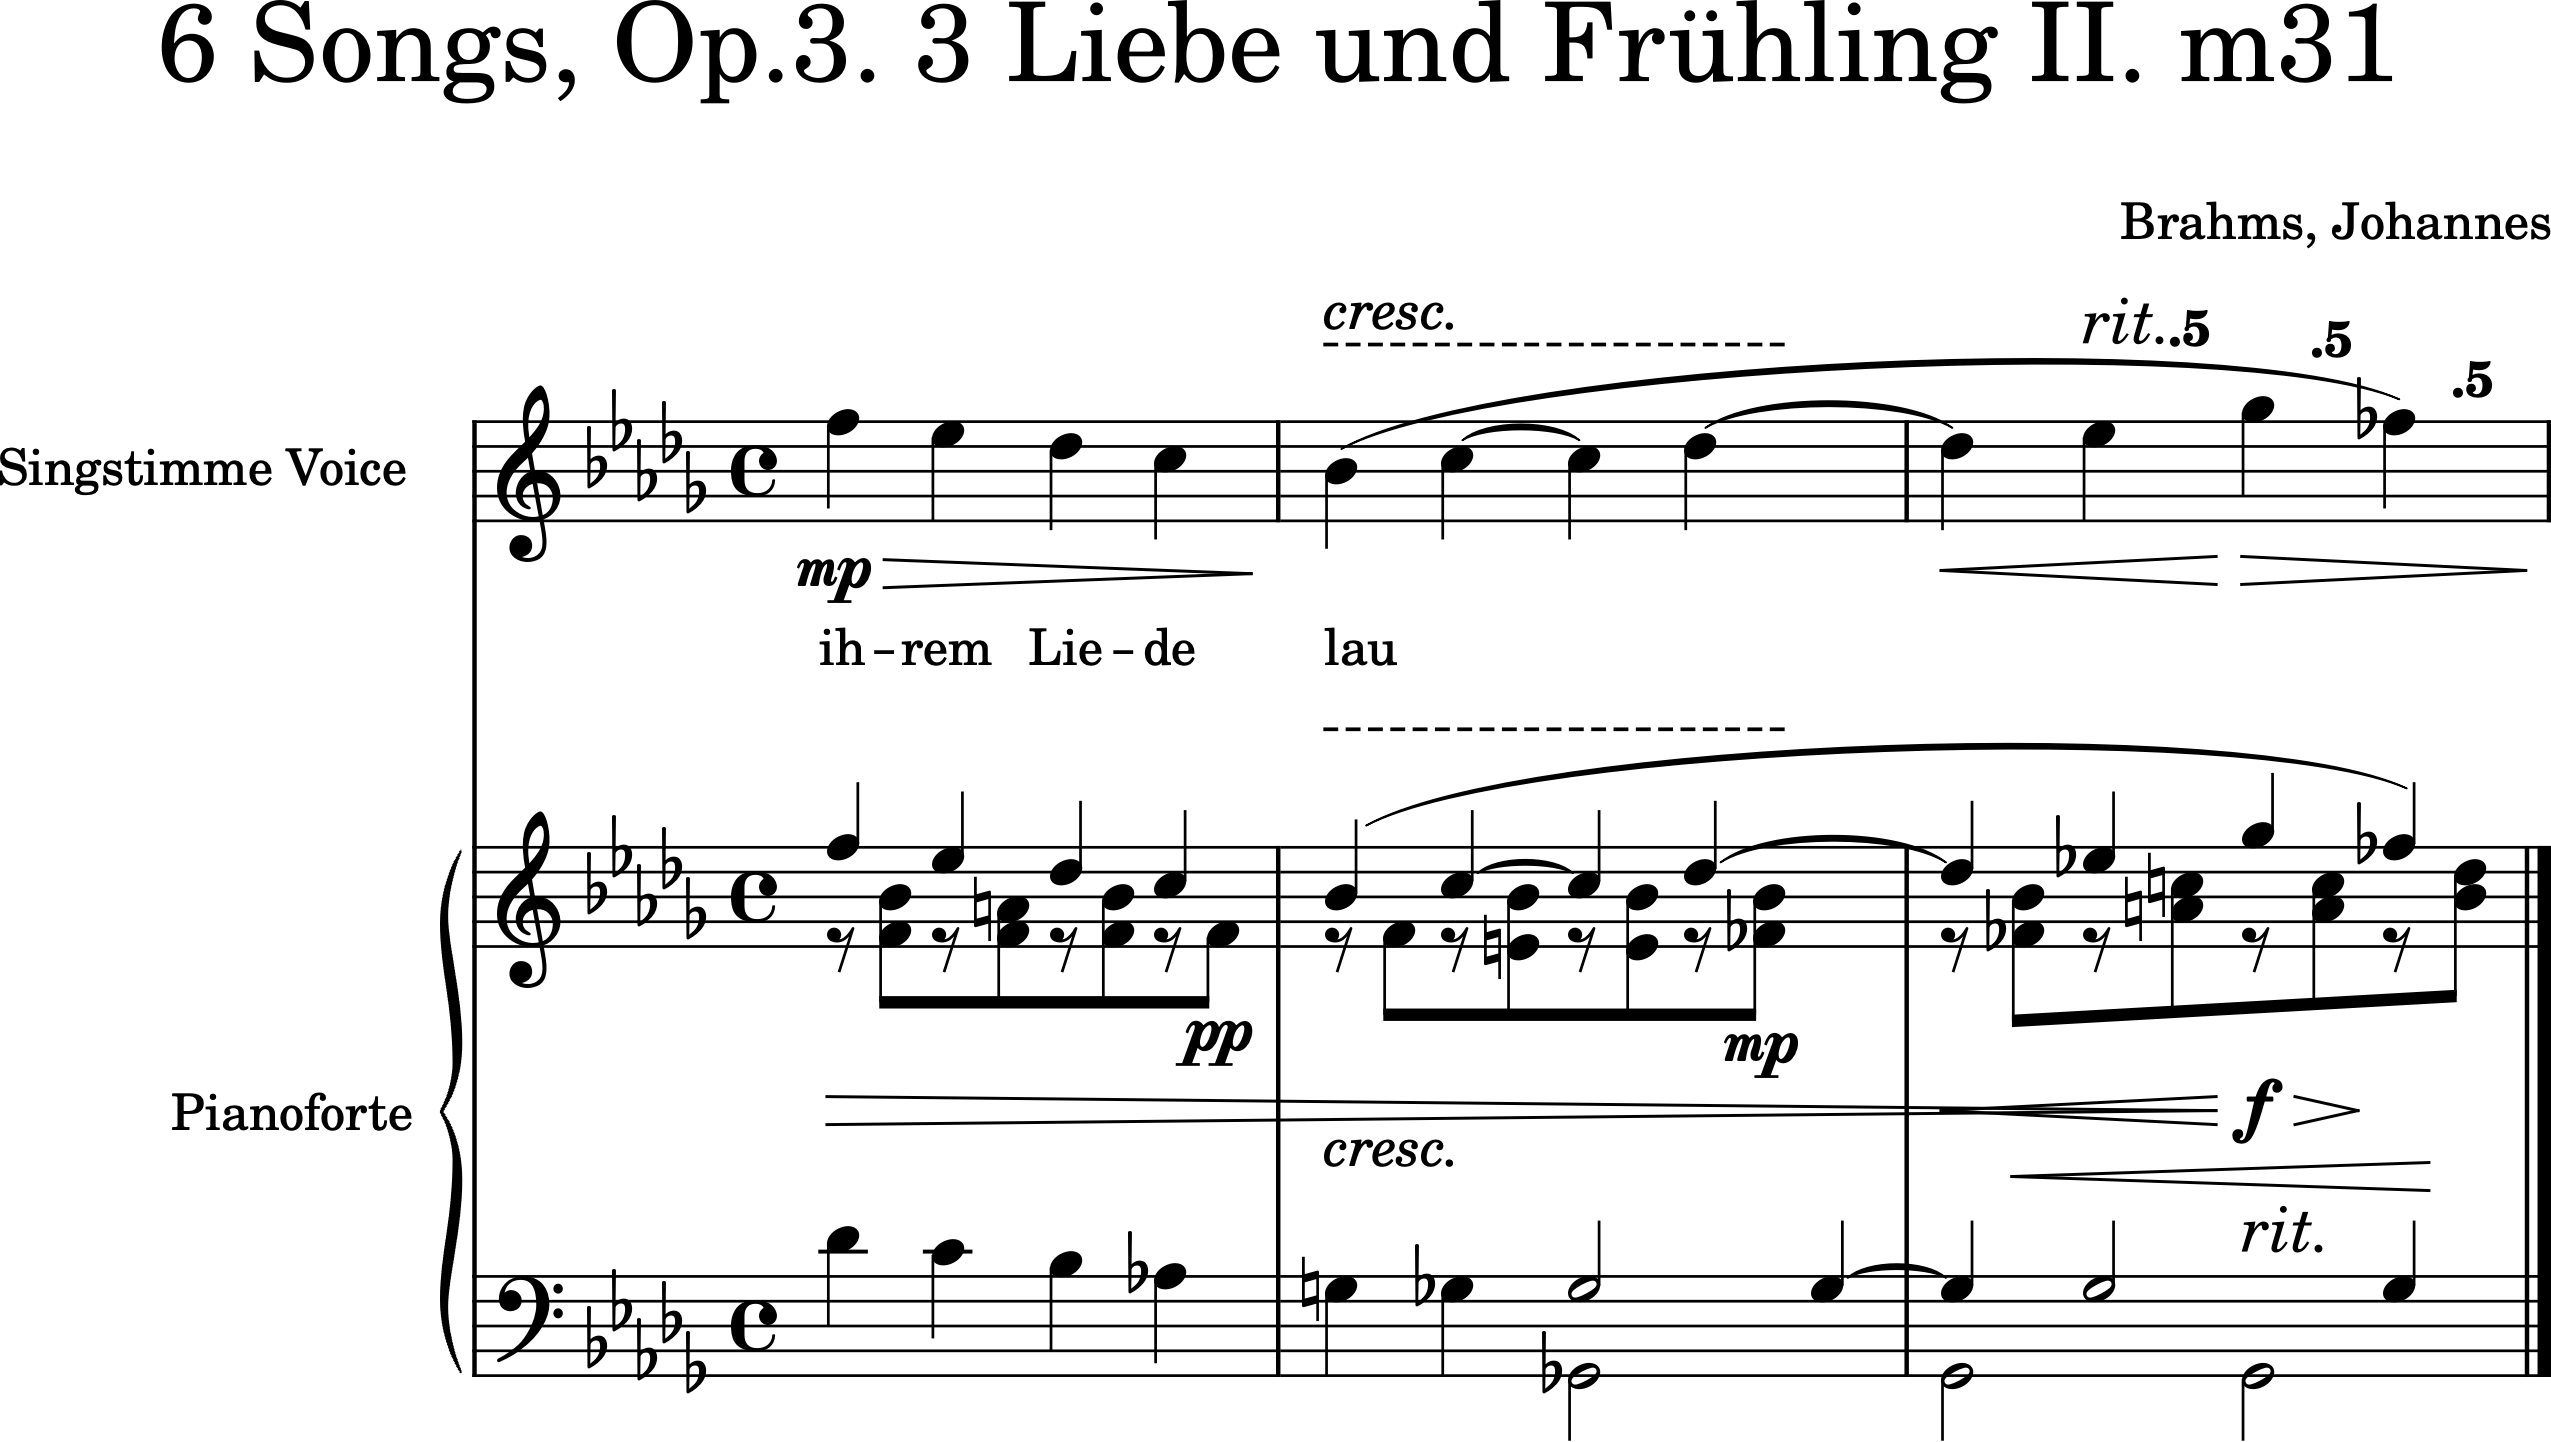 6 Songs, Op.3. 3 Liebe und Frühling II. m31
Brahms, Johannes
cresc.
rit..5 .5 .5
Singstimme Voice
mp
ih – rem Lie – de lau
pp
mp
Pianoforte
f
cresc.
rit.